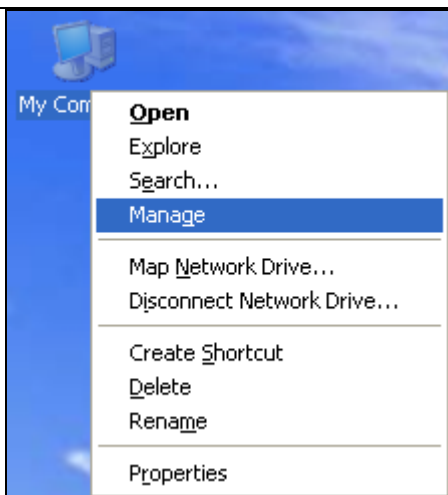 My Com
Open
Explore
Search...
Manage
Map Network Drive...
Disconnect Network Drive...
Create Shortcut
Delete
Rename
Properties